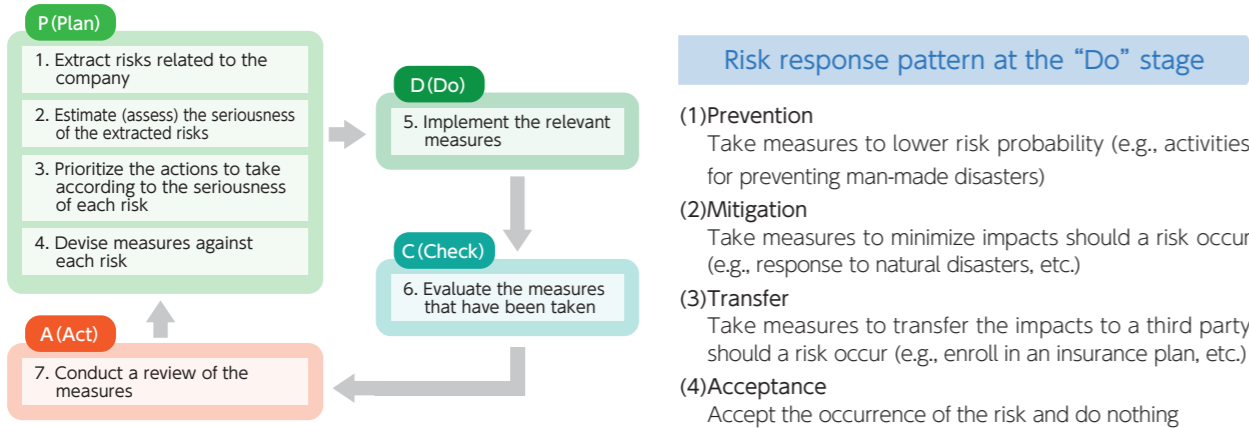 P(Plan)
1. Extract risks related to the
company
2. Estimate (assess) the seriousness
of the extracted risks
3. Prioritize the actions to take
according to the seriousness
of each risk
4. Devise measures against
each risk
D(Do)
5. Implement the relevant
measures
C(Check)
6. Evaluate the measures
that have been taken
A(Act)
7. Conduct a review of the
measures
Risk response pattern at the “Do” stage
(1)Prevention
Take measures to lower risk probability (e.g., activities
for preventing man-made disasters)
(2)Mitigation
Take measures to minimize impacts should a risk occur
(e.g., response to natural disasters, etc.)
(3)Transfer
Take measures to transfer the impacts to a third party
should a risk occur (e.g., enroll in an insurance plan, etc.)
(4)Acceptance
Accept the occurrence of the risk and do nothing